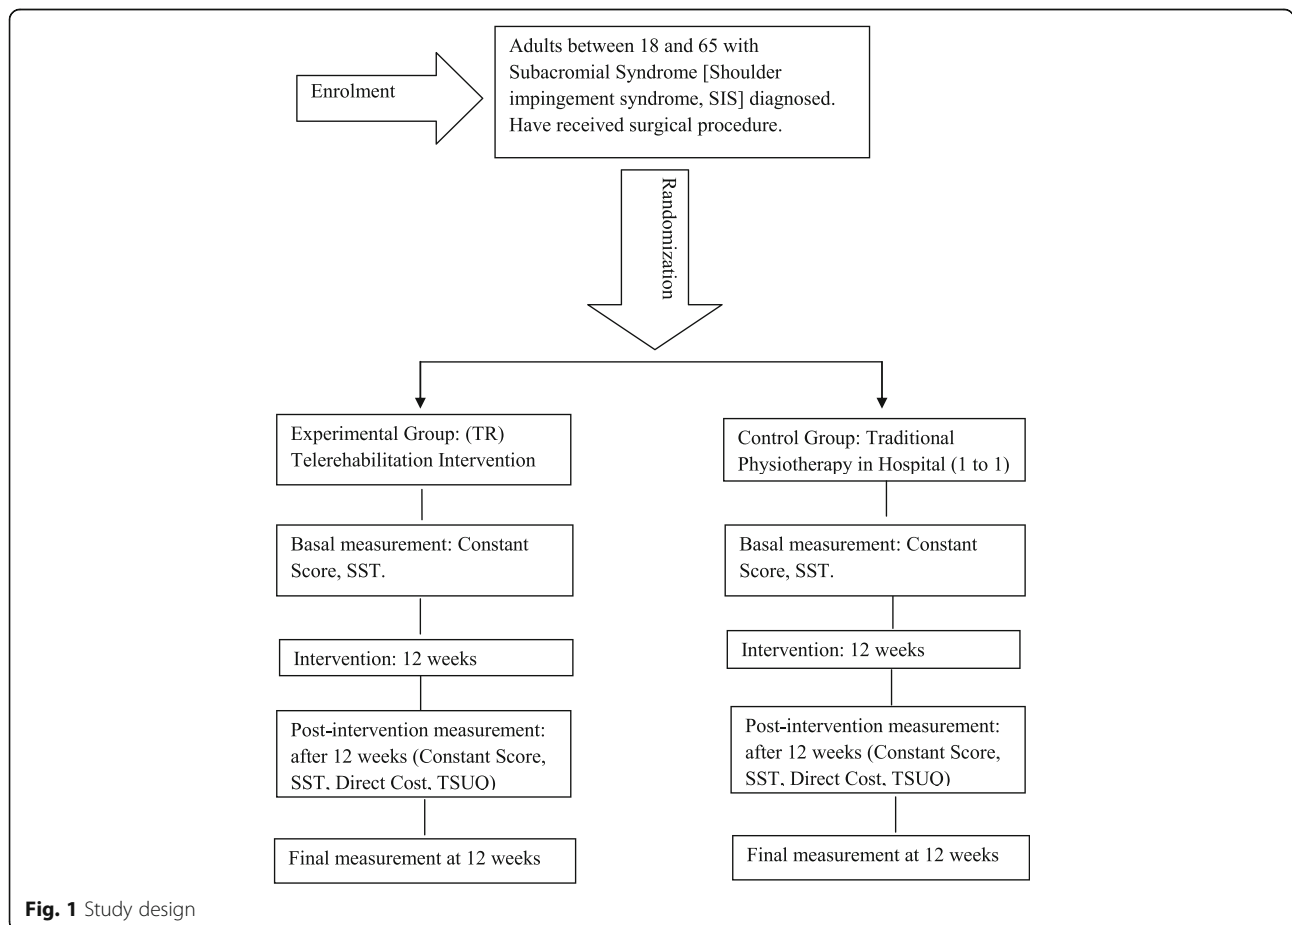 Enrolment
Adults between 18 and 65 with
Subacromial Syndrome [Shoulder
impingement syndrome, SIS] diagnosed.
Have received surgical procedure.
Randomization
Experimental Group: (TR)
Telerehabilitation Intervention
Control Group: Traditional
Physiotherapy in Hospital (1 to 1)
Basal measurement: Constant
Score, SST.
Basal measurement: Constant
Score, SST.
Intervention: 12 weeks
Intervention: 12 weeks
Post-intervention measurement:
after 12 weeks (Constant Score,
SST, Direct Cost, TSUQ)
Post-intervention measurement:
after 12 weeks (Constant Score,
SST, Direct Cost, TSUQ)
Final measurement at 12 weeks
Final measurement at 12 weeks
Fig. 1 Study design